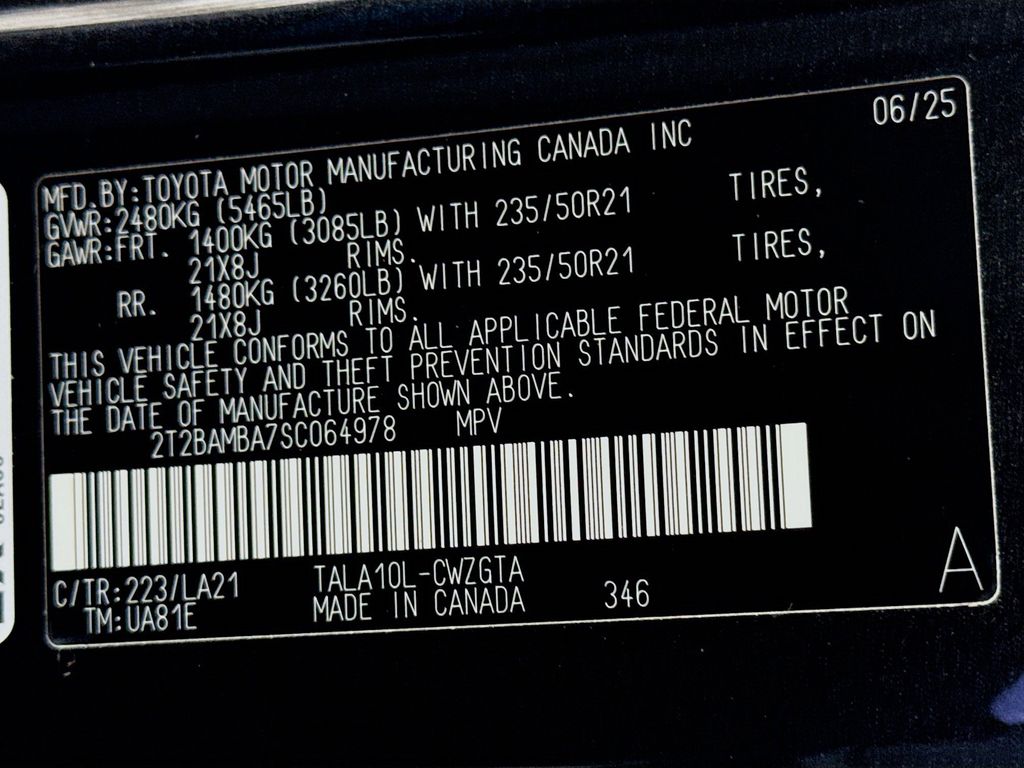 06/25
MFD.BY:TOYOTA MOTOR MANUFACTURING CANADA INC
GVWR:2480KG (5465LB)
GAWR:FRT. 1400KG (3085LB) WITH 235/50R21 TIRES,
21X8J RIMS.
RR. 1480KG (3260LB) WITH 235/50R21 TIRES,
21X8J RIMS.
THIS VEHICLE CONFORMS TO ALL APPLICABLE FEDERAL MOTOR
VEHICLE SAFETY AND THEFT PREVENTION STANDARDS IN EFFECT ON
THE DATE OF MANUFACTURE SHOWN ABOVE.
2T2BAMBA7SC064978 MPV
C/TR:223/LA21 TALA10L-CWZGTA
TM:UA81E MADE IN CANADA 346
A